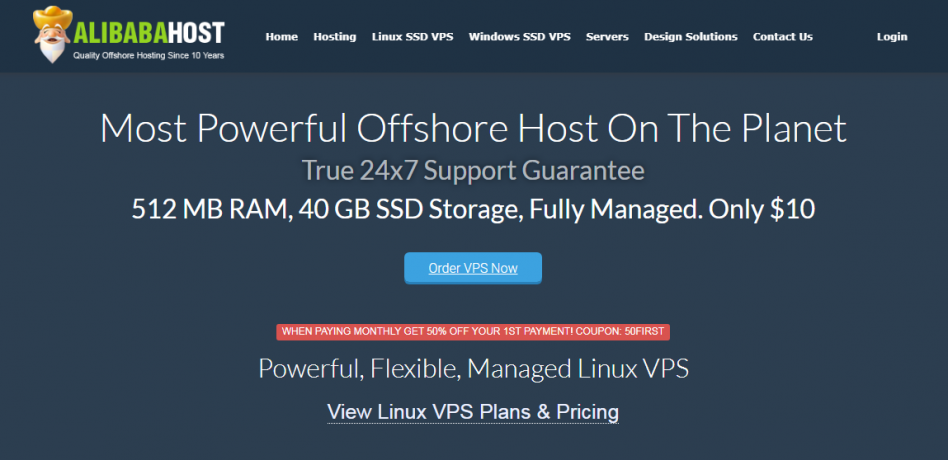 ALIBABAHOST
Quality Offshore Hosting Since 10 Years
Home Hosting Linux SSD VPS Windows SSD VPS Servers Design Solutions Contact Us Login
Most Powerful Offshore Host On The Planet
True 24x7 Support Guarantee
512 MB RAM, 40 GB SSD Storage, Fully Managed. Only $10
Order VPS Now
WHEN PAYING MONTHLY GET 50% OFF YOUR 1ST PAYMENT! COUPON: 50FIRST
Powerful, Flexible, Managed Linux VPS
View Linux VPS Plans & Pricing